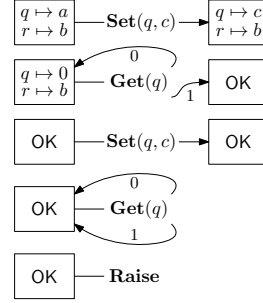 q ↦ a
r ↦ b
Set(q, c)
q ↦ c
r ↦ b
0
q ↦ 0
r ↦ b
Get(q)
1
OK
OK
Set(q, c)
OK
0
OK
Get(q)
1
OK
Raise